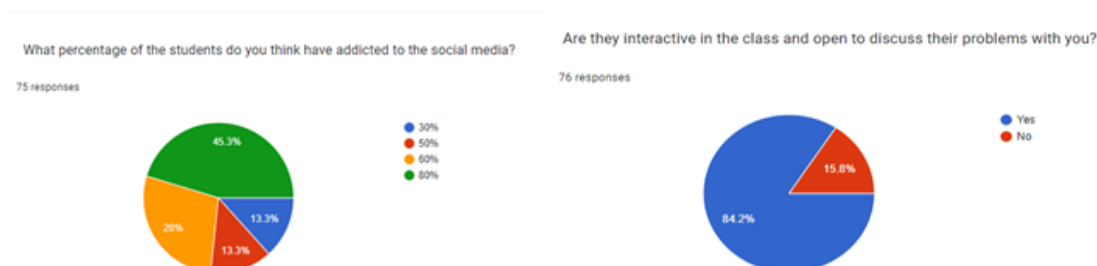 What percentage of the students do you think have addicted to the social media?
75 responses
30%
50%
60%
80%
45.3%
13.3%
28%
13.3%
Are they interactive in the class and open to discuss their problems with you?
76 responses
Yes
No
15.8%
84.2%